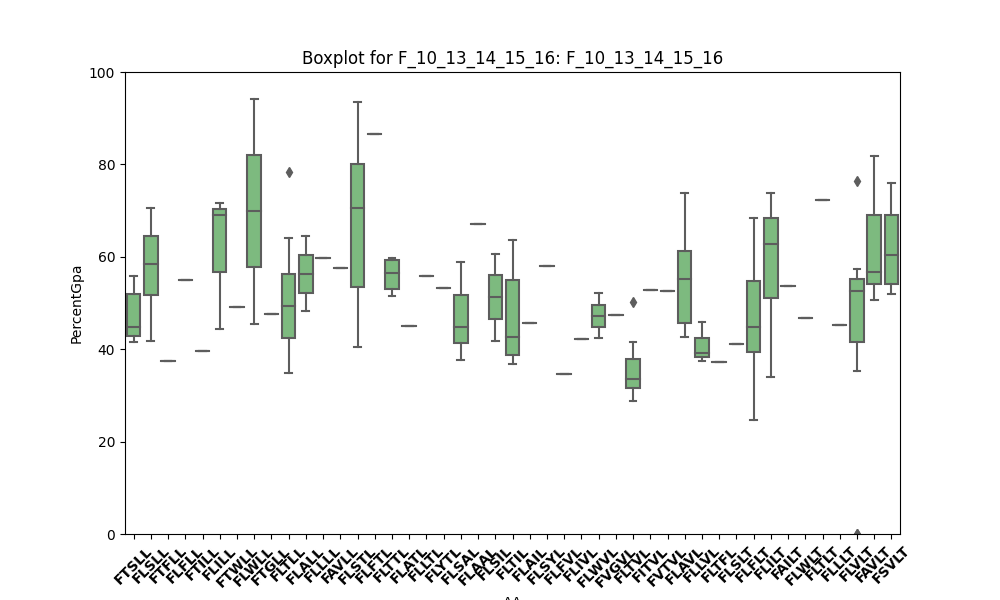 Boxplot for F_10_13_14_15_16: F_10_13_14_15_16
100
80
60
40
20
0
PercentGpa
FTSLL
FLSLL
FTFLL
FLFLL
FTILL
FLILL
FTWLL
FLWLL
FTGLL
FLTLL
FLALL
FLLLL
FAVLL
FLSTL
FLFTL
FLTTL
FLATL
FLLTL
FLYTL
FLSAL
FLAAL
FLSIL
FLTIL
FLAIL
FLSYL
FLFVL
FLIVL
FLWVL
FVGVL
FLTVL
FITVL
FVTVL
FLAVL
FLLVL
FLTFL
FLSLT
FLFLT
FLILT
FAILT
FLWLT
FLTLT
FLLLT
FLVLT
FAVLT
FSVLT